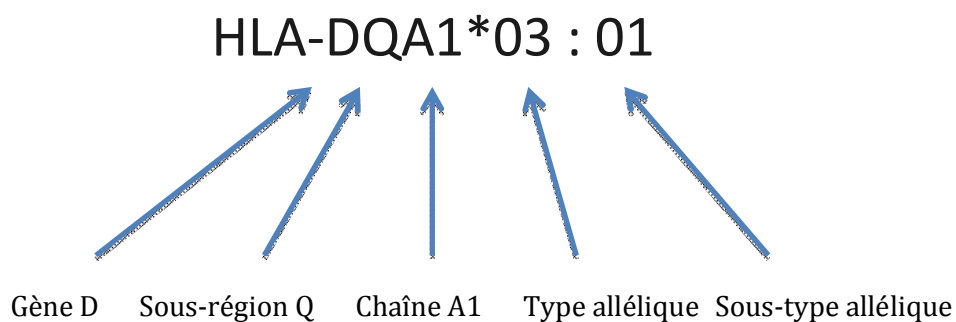 HLA-DQA1*03 : 01
Gène D Sous-région Q Chaîne A1 Type allélique Sous-type allélique